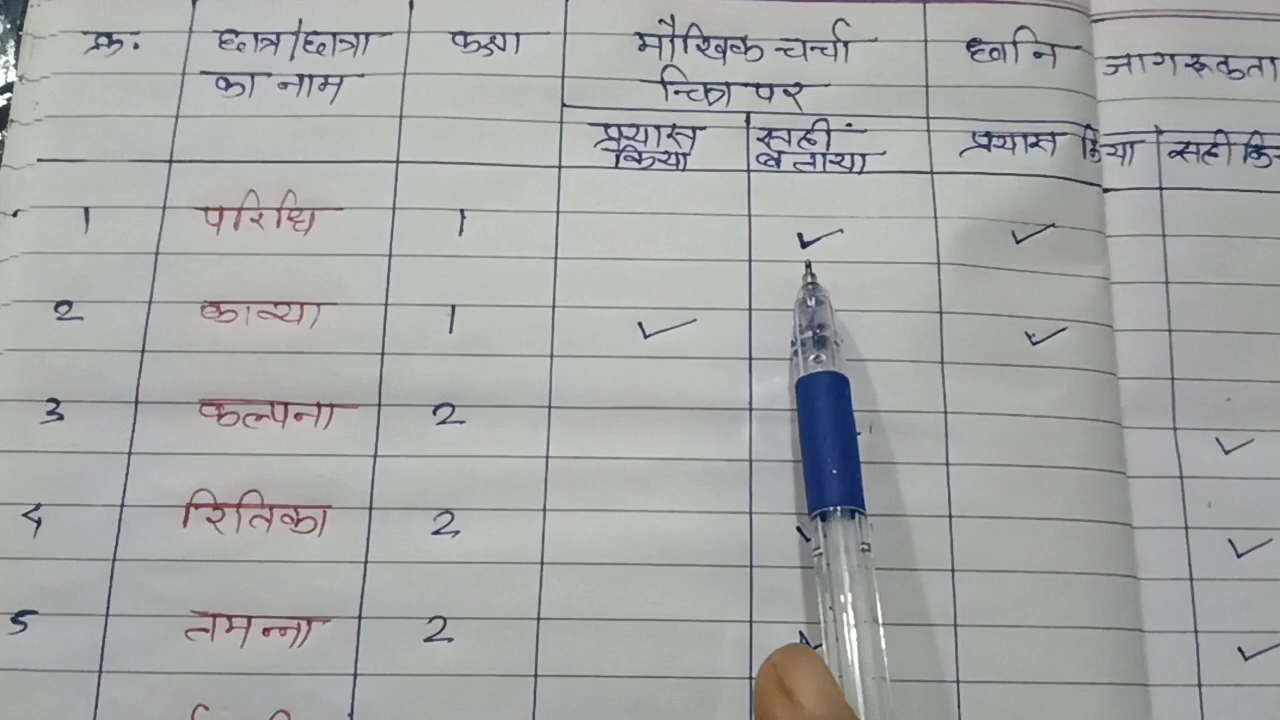 क्र. छात्र/छात्रा का नाम कक्षा मौखिक चर्चा चित्र पर ध्वनि जागरूकता
प्रयास किया सही बताया प्रयास किया सही कि
1 परिधि 1 ✓ ✓
2 काव्या 1 ✓ ✓
3 कल्पना 2 ✓
4 रितिका 2 ✓ ✓
5 तमन्ना 2 ✓ ✓